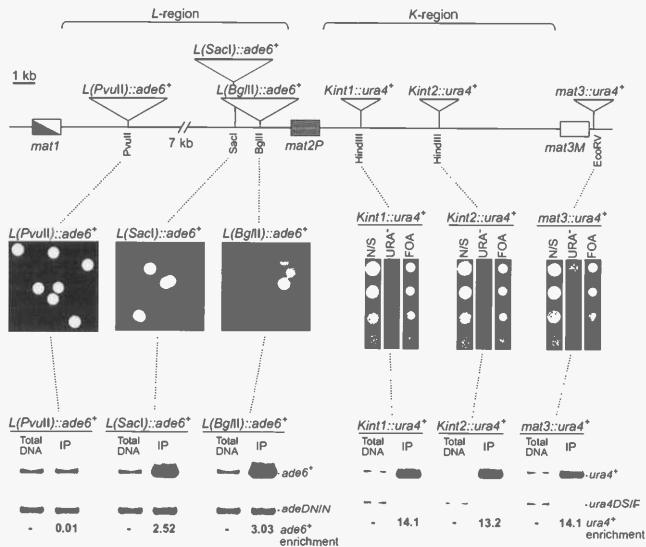 L-region
K-region
L(SacI)::ade6+
1 kb
L(PvuII)::ade6+
L(BglII)::ade6+
Kint1::ura4+
Kint2::ura4+
mat3::ura4+
mat1
PvuII
7 kb
SacI
BglII
mat2P
HindIII
HindIII
mat3M
EcoRV
L(PvuII)::ade6+
L(SacI)::ade6+
L(BglII)::ade6+
Kint1::ura4+
Kint2::ura4+
mat3::ura4+
N/S URA- FOA
N/S URA- FOA
N/S URA- FOA
L(PvuII)::ade6+
L(SacI)::ade6+
L(BglII)::ade6+
Kint1::ura4+
Kint2::ura4+
mat3::ura4+
Total DNA IP
Total DNA IP
Total DNA IP
Total DNA IP
Total DNA IP
Total DNA IP
ade6+
ura4+
adeDN/N
ura4DS/F
- 0.01 - 2.52 - 3.03 ade6+ enrichment
- 14.1 - 13.2 - 14.1 ura4+ enrichment